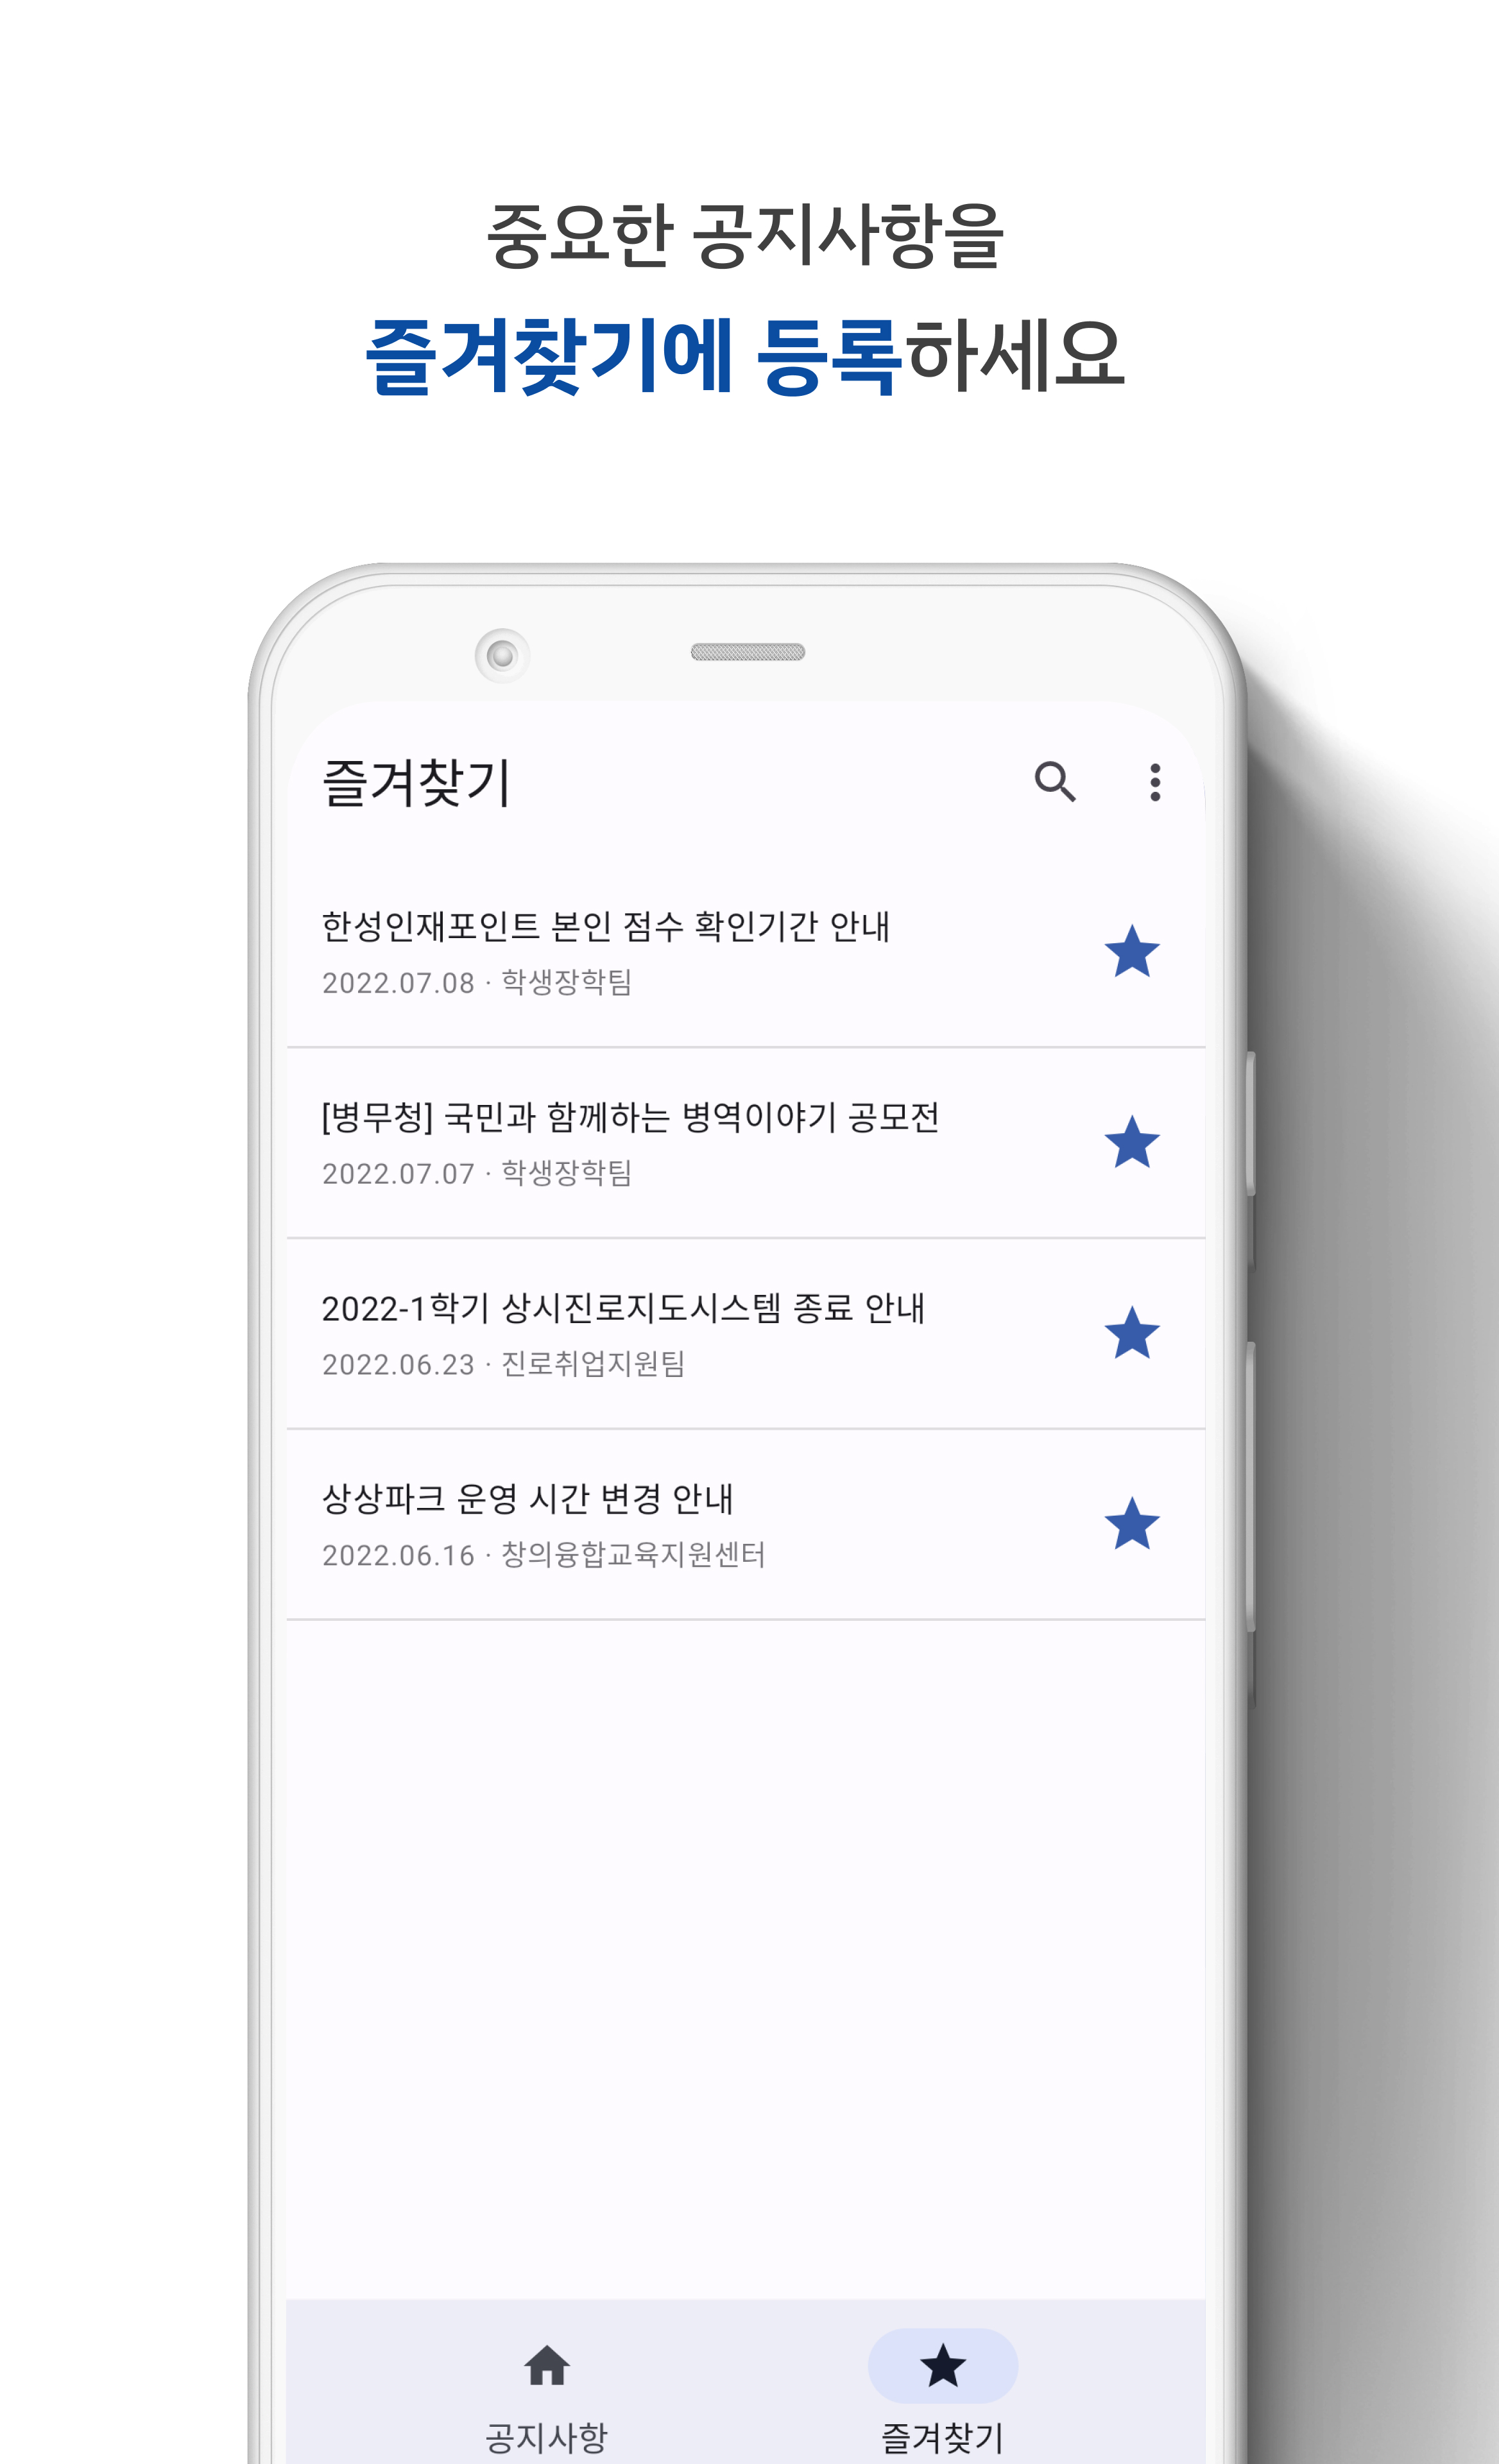 중요한 공지사항을
즐겨찾기에 등록하세요
즐겨찾기
한성인재포인트 본인 점수 확인기간 안내
2022.07.08 · 학생장학팀
[병무청] 국민과 함께하는 병역이야기 공모전
2022.07.07 · 학생장학팀
2022-1학기 상시진로지도시스템 종료 안내
2022.06.23 · 진로취업지원팀
상상파크 운영 시간 변경 안내
2022.06.16 · 창의융합교육지원센터
공지사항
즐겨찾기